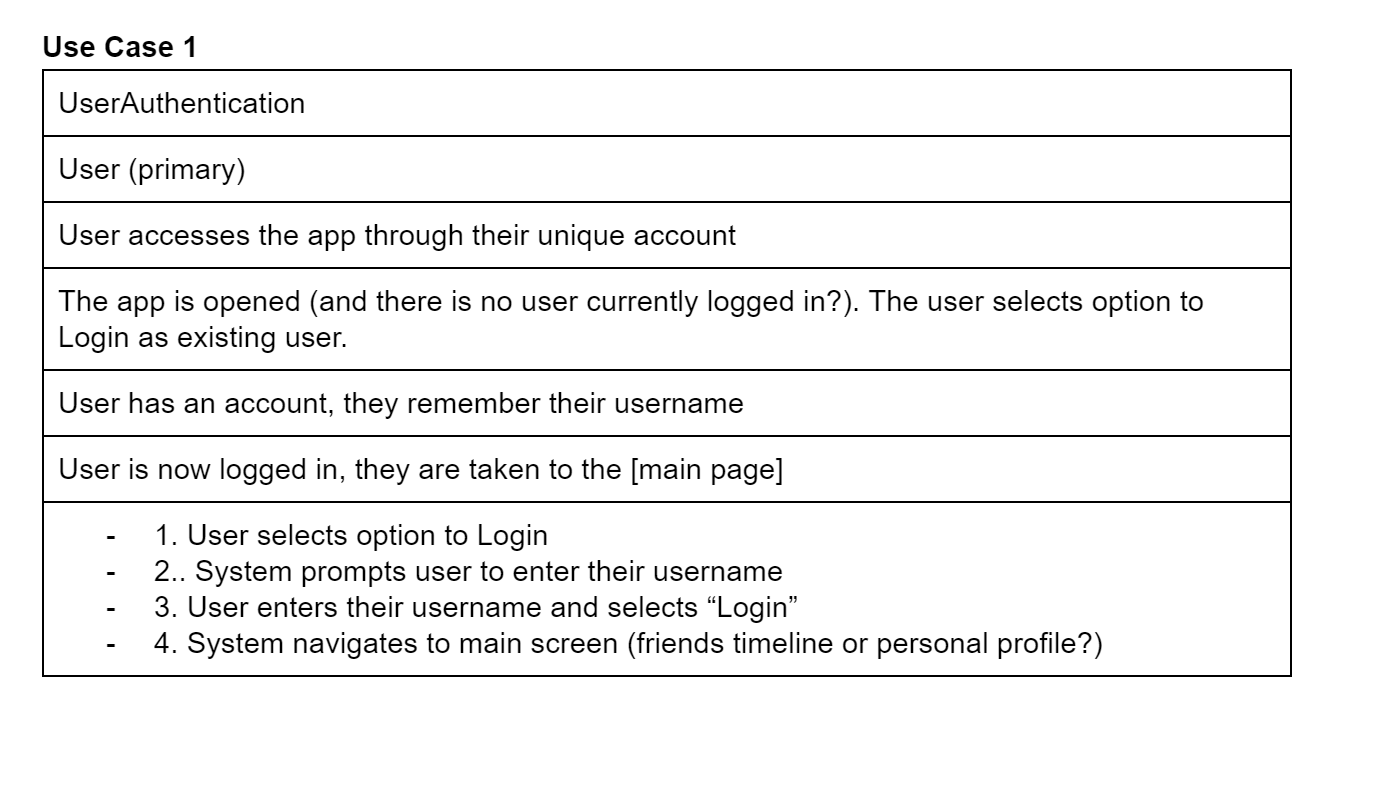 Use Case 1
UserAuthentication
User (primary)
User accesses the app through their unique account
The app is opened (and there is no user currently logged in?). The user selects option to
Login as existing user.
User has an account, they remember their username
User is now logged in, they are taken to the [main page]
- 1. User selects option to Login
- 2.. System prompts user to enter their username
- 3. User enters their username and selects “Login”
- 4. System navigates to main screen (friends timeline or personal profile?)